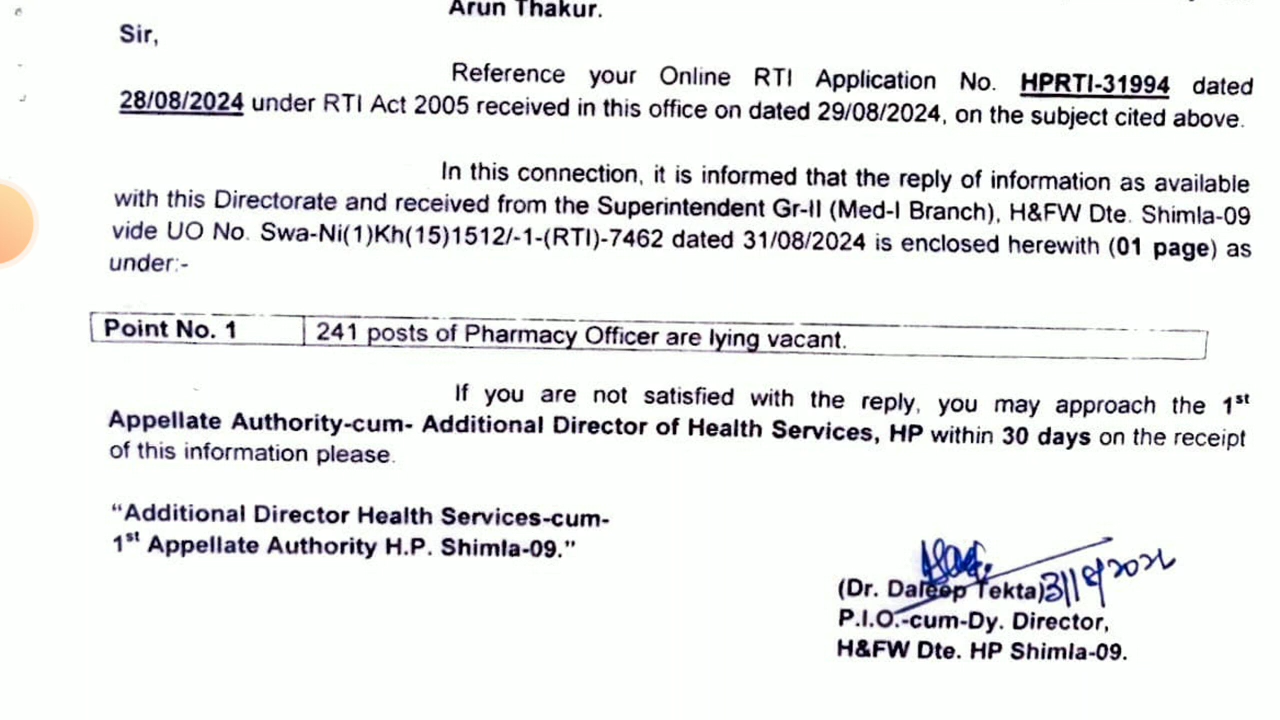 Arun Thakur.
Sir,
Reference your Online RTI Application No. HPRTI-31994 dated
28/08/2024 under RTI Act 2005 received in this office on dated 29/08/2024, on the subject cited above.
In this connection, it is informed that the reply of information as available
with this Directorate and received from the Superintendent Gr-II (Med-I Branch), H&FW Dte. Shimla-09
vide UO No. Swa-Ni(1)Kh(15)1512/-1-(RTI)-7462 dated 31/08/2024 is enclosed herewith (01 page) as
under:-
Point No. 1 241 posts of Pharmacy Officer are lying vacant.
If you are not satisfied with the reply, you may approach the 1st
Appellate Authority-cum- Additional Director of Health Services, HP within 30 days on the receipt
of this information please.
"Additional Director Health Services-cum-
1st Appellate Authority H.P. Shimla-09."
(Dr. Daleep Tekta) 31/8/2024
P.I.O.-cum-Dy. Director,
H&FW Dte. HP Shimla-09.